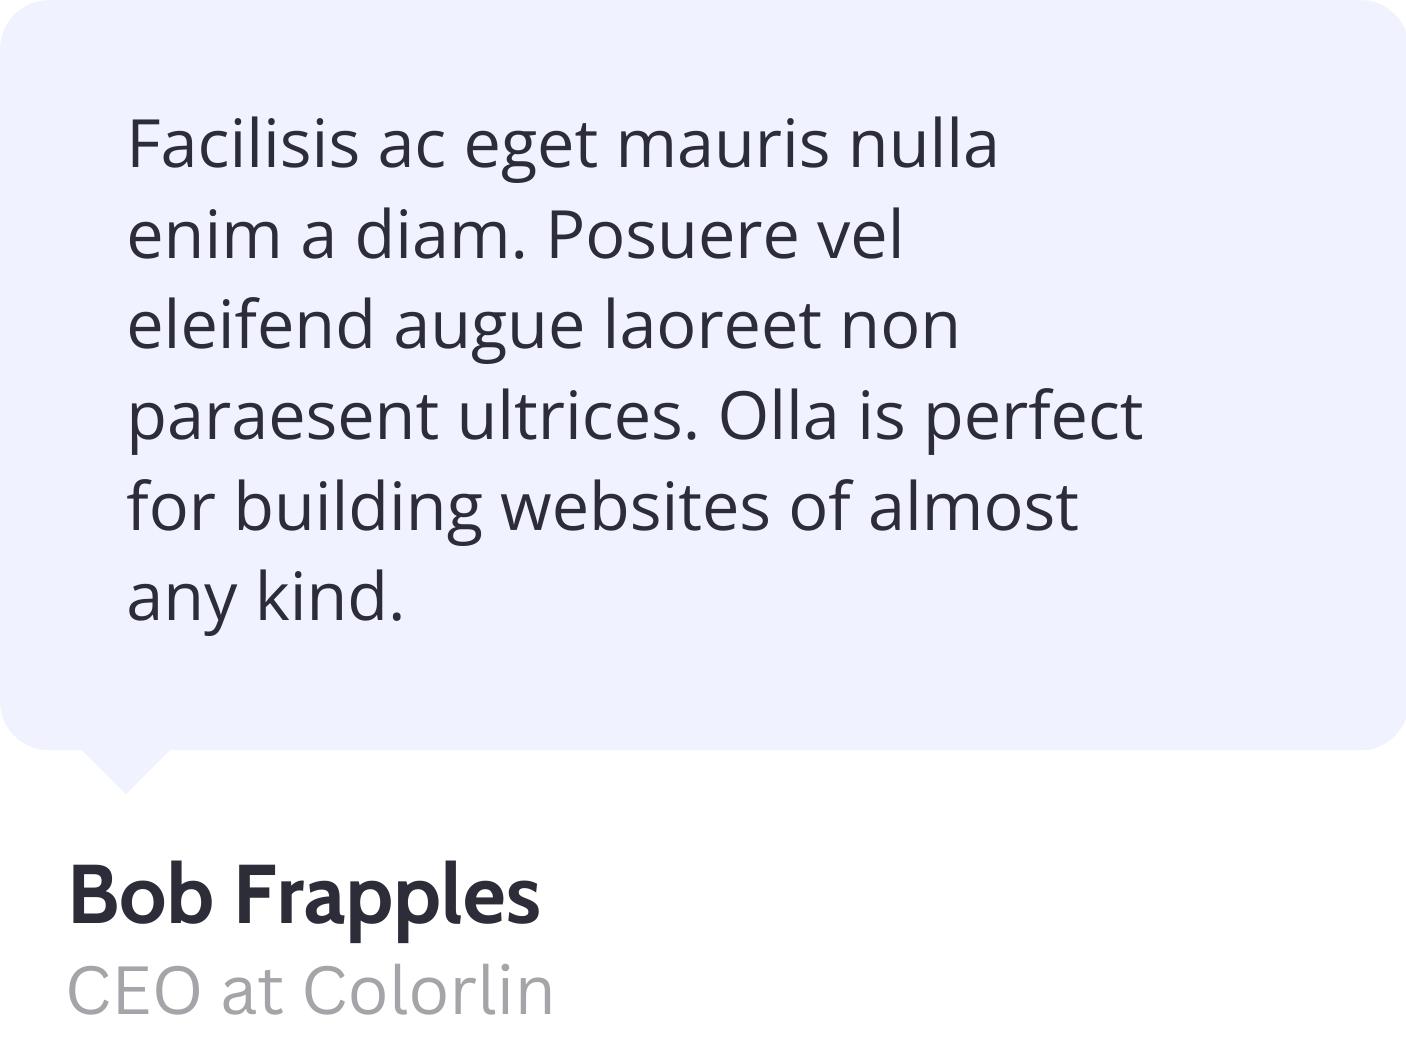 Facilisis ac eget mauris nulla
enim a diam. Posuere vel
eleifend augue laoreet non
paraesent ultrices. Olla is perfect
for building websites of almost
any kind.
Bob Frapples
CEO at Colorlin